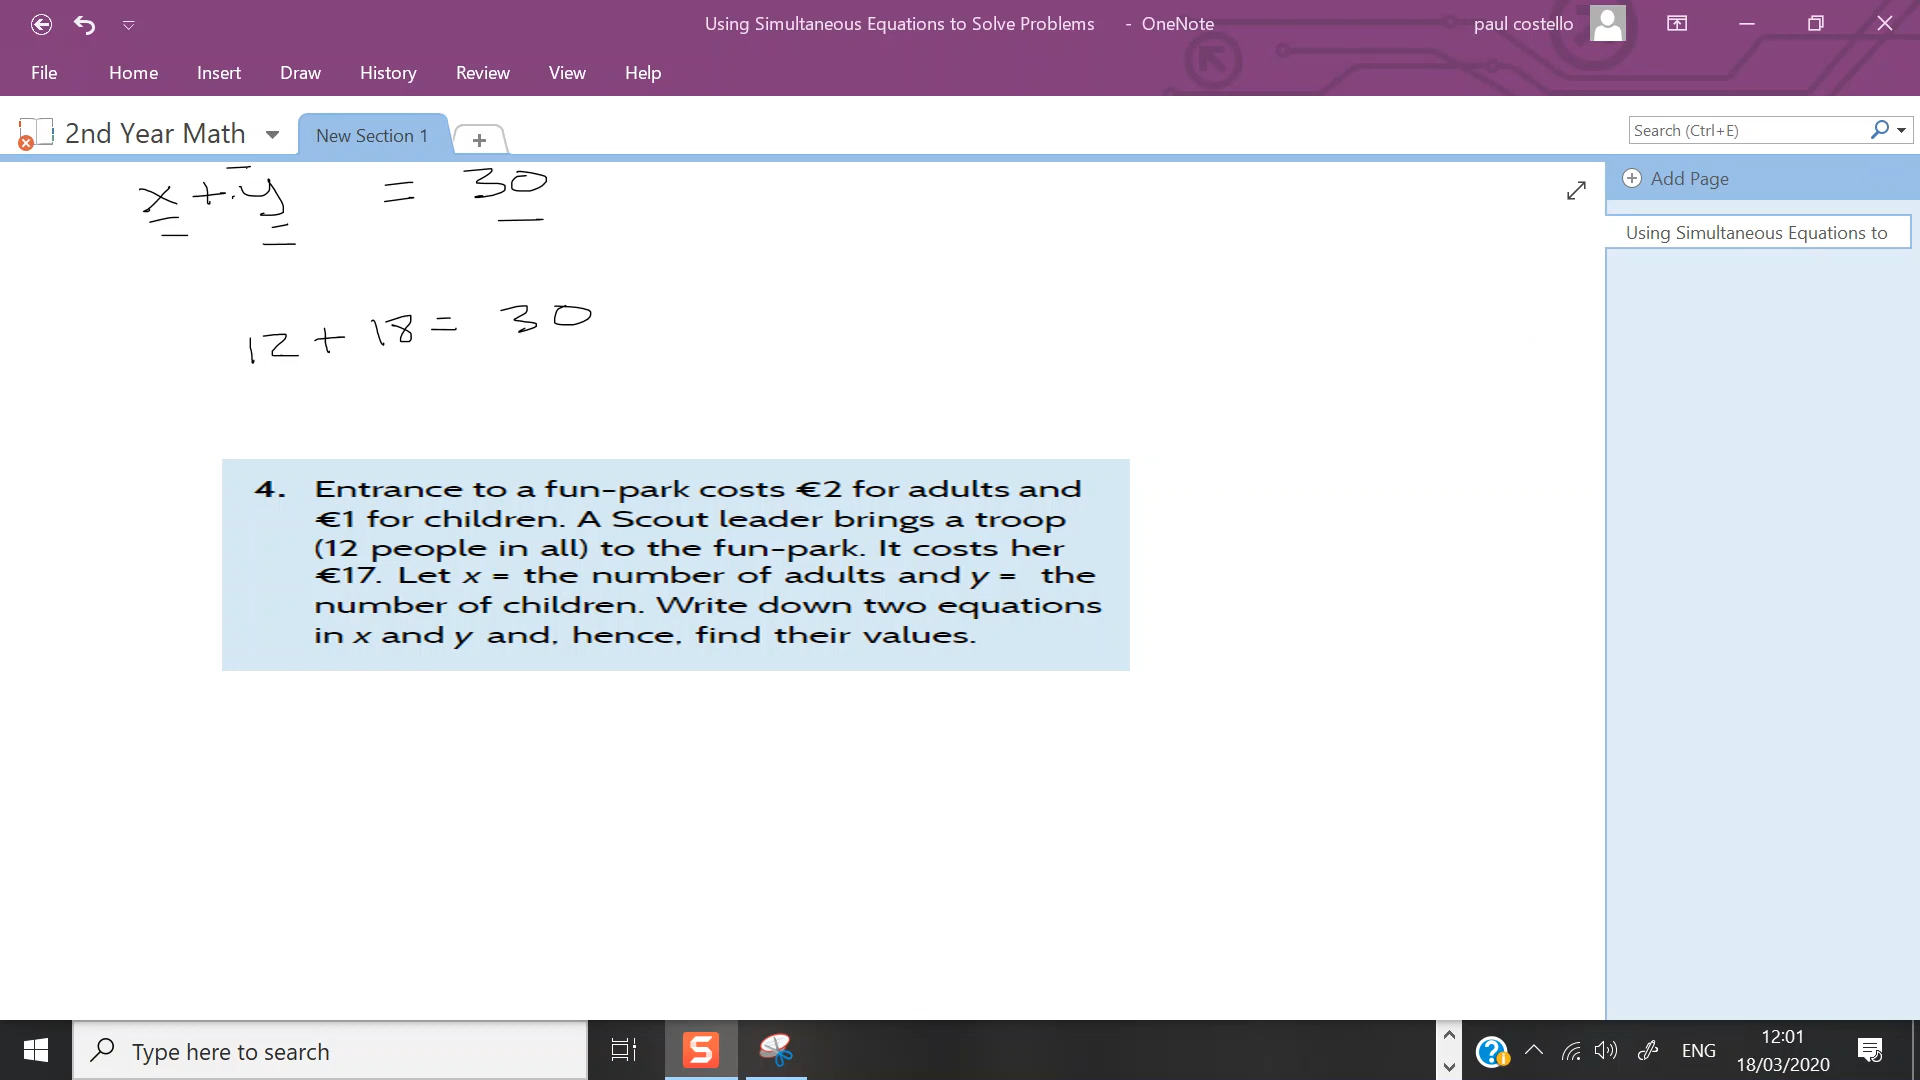 Using Simultaneous Equations to Solve Problems - OneNote
paul costello
File Home Insert Draw History Review View Help
2nd Year Math
New Section 1
Search (Ctrl+E)
Add Page
Using Simultaneous Equations to
x + y = 30
12 + 18 = 30
4. Entrance to a fun-park costs €2 for adults and
€1 for children. A Scout leader brings a troop
(12 people in all) to the fun-park. It costs her
€17. Let x = the number of adults and y = the
number of children. Write down two equations
in x and y and, hence, find their values.
Type here to search
S
ENG
12:01
18/03/2020